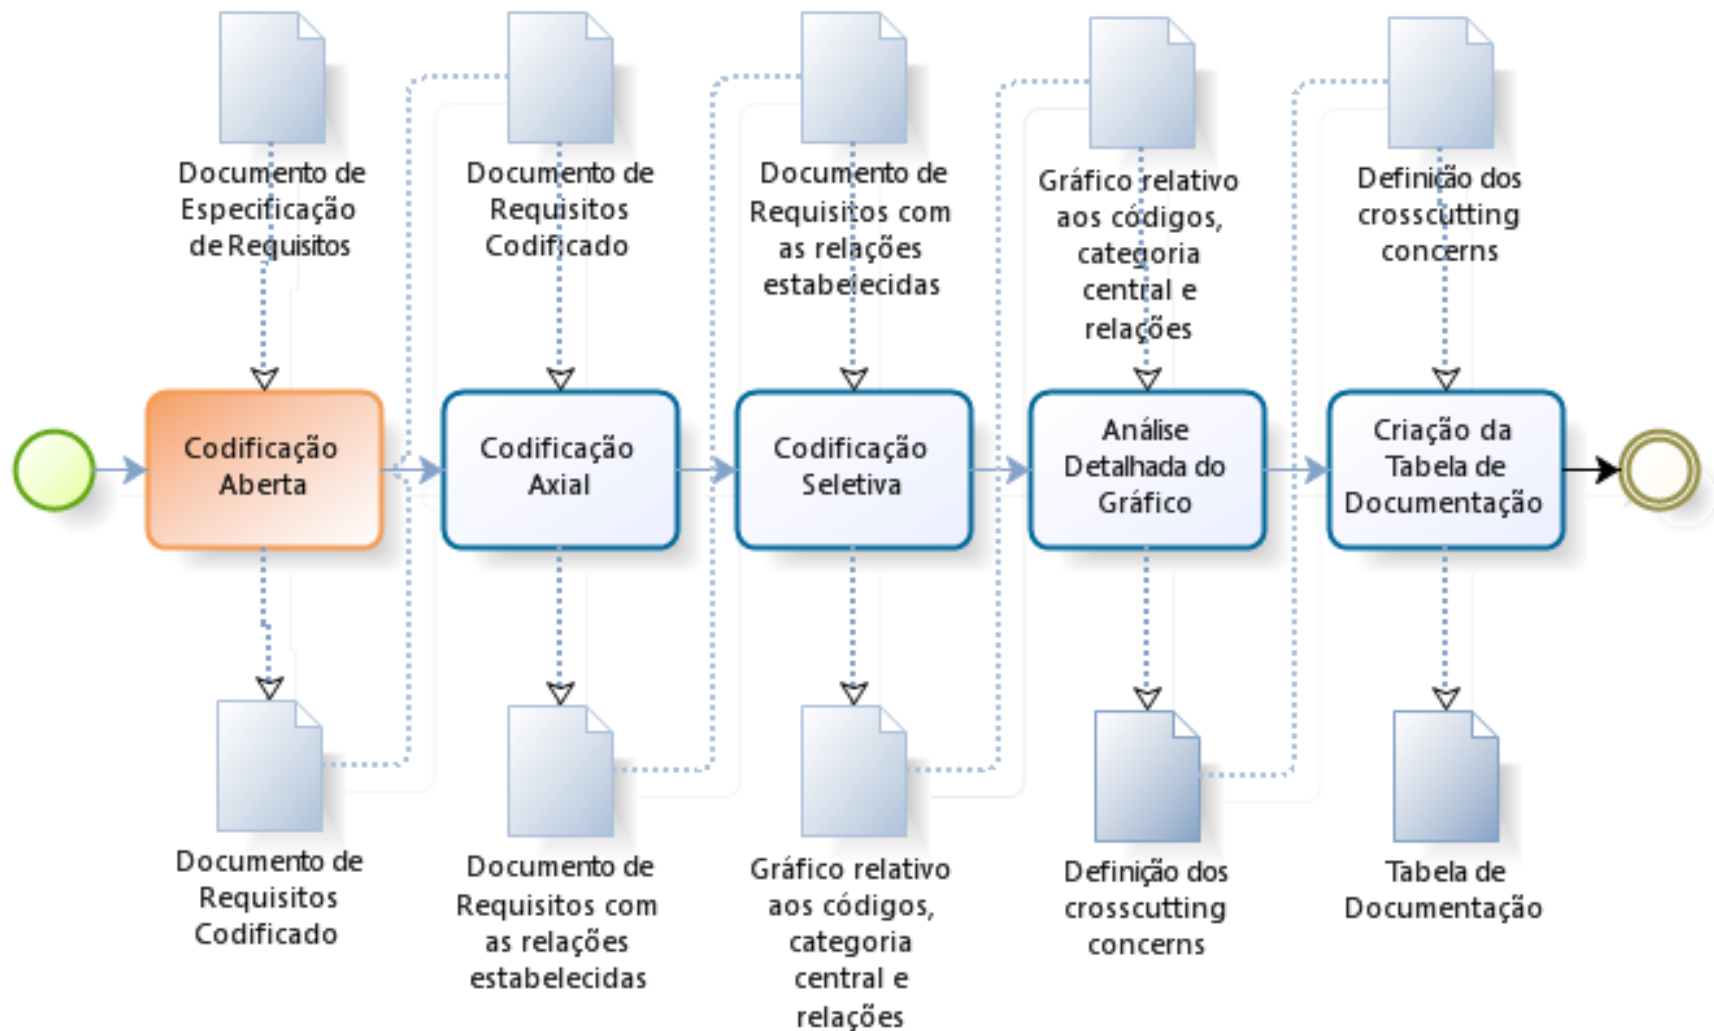 Documento de
Especificação
de Requisitos
Documento de
Requisitos
Codificado
Documento de
Requisitos com
as relações
estabelecidas
Gráfico relativo
aos códigos,
categoria
central e
relações
Definição dos
crosscutting
concerns
Codificação
Aberta
Codificação
Axial
Codificação
Seletiva
Análise
Detalhada do
Gráfico
Criação da
Tabela de
Documentação
Documento de
Requisitos
Codificado
Documento de
Requisitos com
as relações
estabelecidas
Gráfico relativo
aos códigos,
categoria
central e
relações
Definição dos
crosscutting
concerns
Tabela de
Documentação